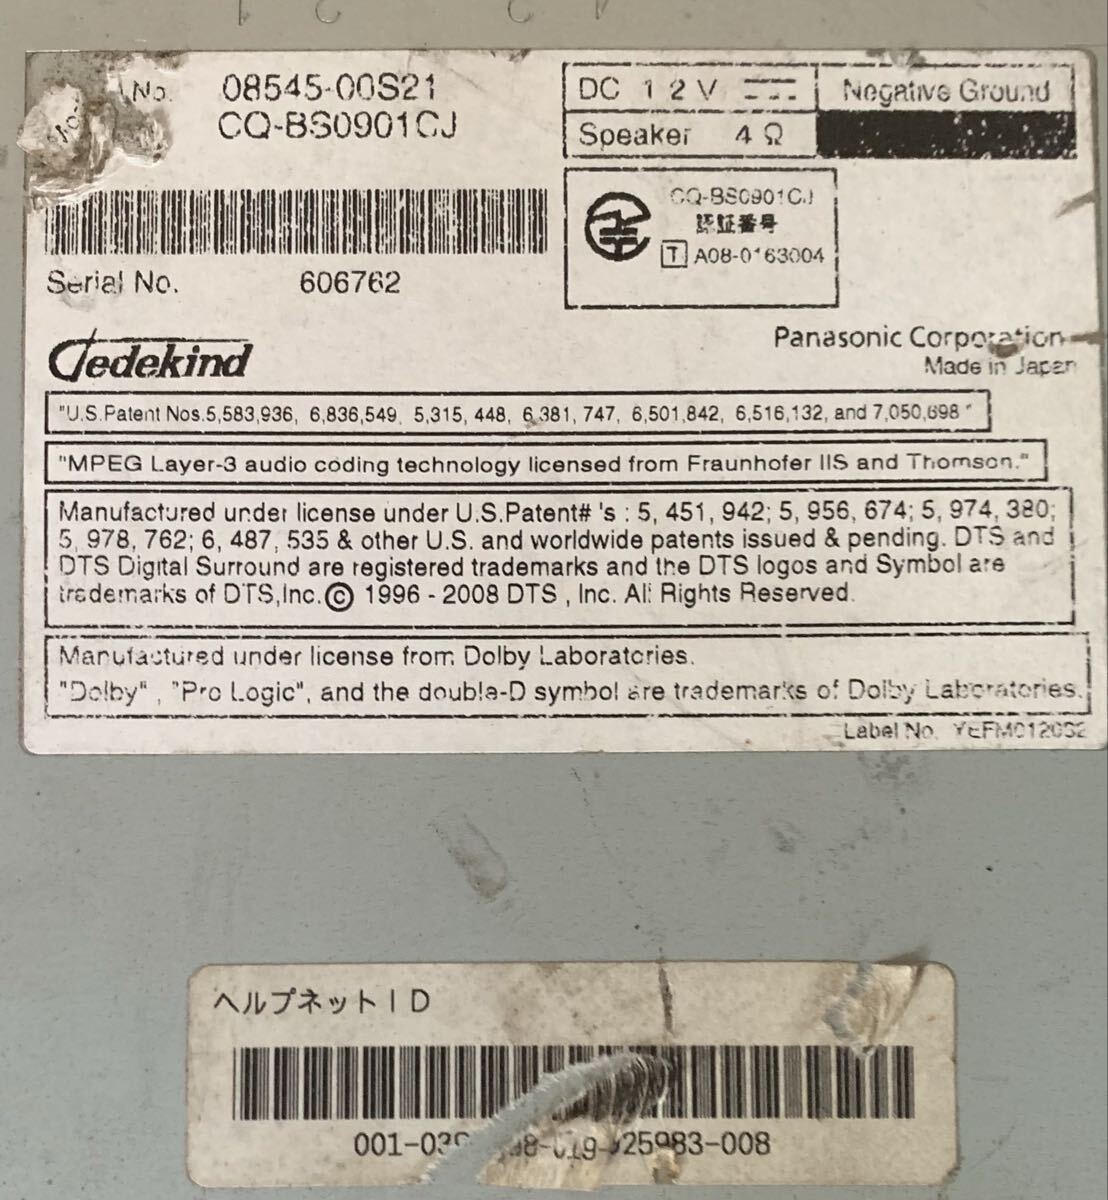 No. 08545-00S21
CQ-BS0901CJ
DC 12V
Negative Ground
Speaker 4Ω
Serial No. 606762
CQ-BS0901CJ
認証番号
T A08-0163004
Panasonic Corporation
Made in Japan
Gedekind
"U.S.Patent Nos.5,583,936, 6,836,549, 5,315, 448, 6,381, 747, 6,501,842, 6,516,132, and 7,050,698 "
"MPEG Layer-3 audio coding technology licensed from Fraunhofer IIS and Thomson."
Manufactured under license under U.S.Patent# 's : 5, 451, 942; 5, 956, 674; 5, 974, 380;
5, 978, 762; 6, 487, 535 & other U.S. and worldwide patents issued & pending. DTS and
DTS Digital Surround are registered trademarks and the DTS logos and Symbol are
trademarks of DTS,Inc.© 1996 - 2008 DTS , Inc. All Rights Reserved.
Manufactured under license from Dolby Laboratories.
"Dolby" , "Pro Logic", and the double-D symbol are trademarks of Dolby Laboratories.
Label No.
ヘルプネットID